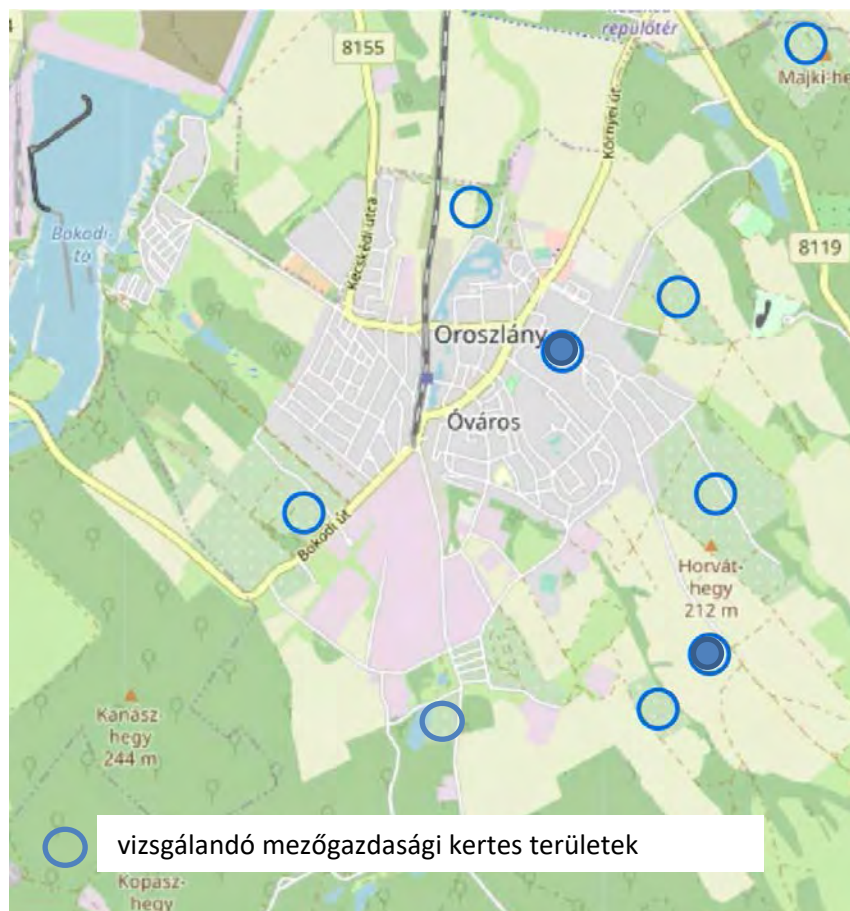 repülőtér
8155
Majki-he
Környei út
Kecskédi utca
Bokodi-
tó
8119
Oroszlány
Óváros
Bokodi út
Horvát-
hegy
212 m
Kanász
hegy
244 m
vizsgálandó mezőgazdasági kertes területek
Kopasz-
hegy